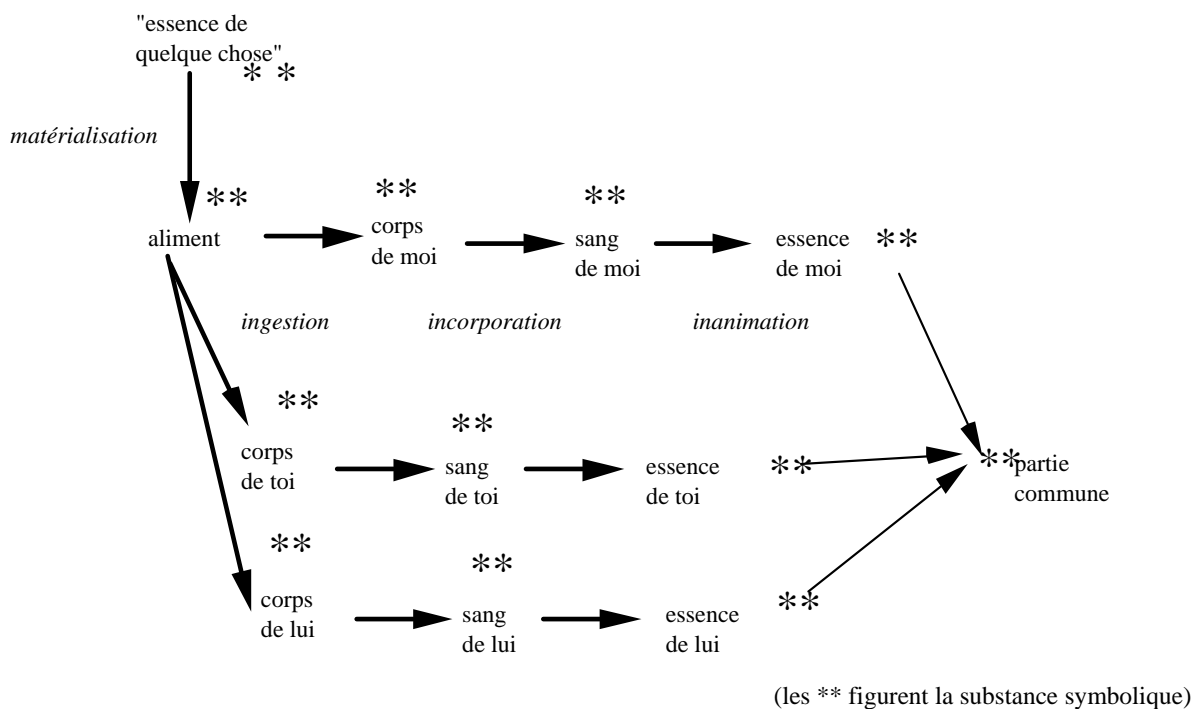 "essence de
quelque chose"
* *
matérialisation
**
aliment
**
corps
de moi
**
sang
de moi
essence
de moi
**
ingestion
incorporation
inanimation
**
corps
de toi
**
sang
de toi
essence
de toi
**
**partie
commune
**
corps
de lui
**
sang
de lui
essence
de lui
**
(les ** figurent la substance symbolique)